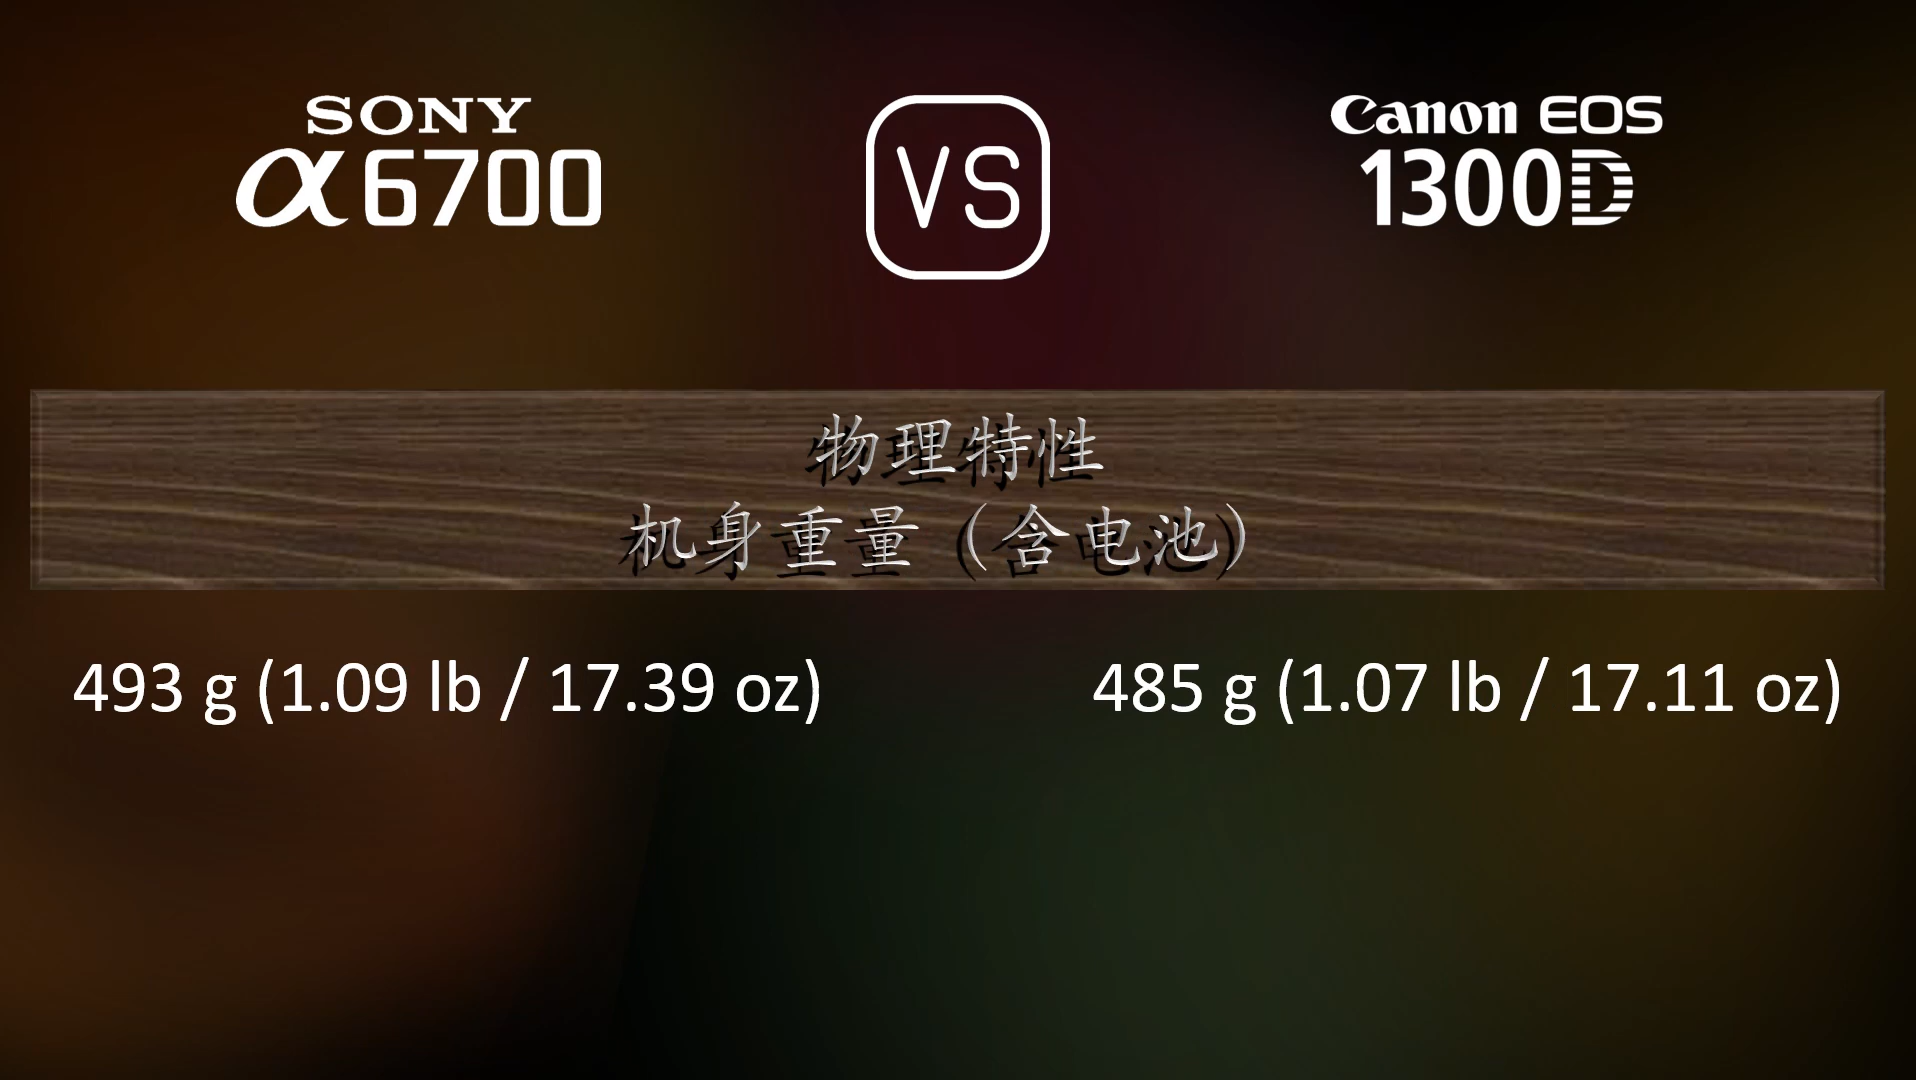 SONY
α6700
VS
Canon EOS
1300D
物理特性
机身重量（含电池）
493 g (1.09 lb / 17.39 oz)
485 g (1.07 lb / 17.11 oz)